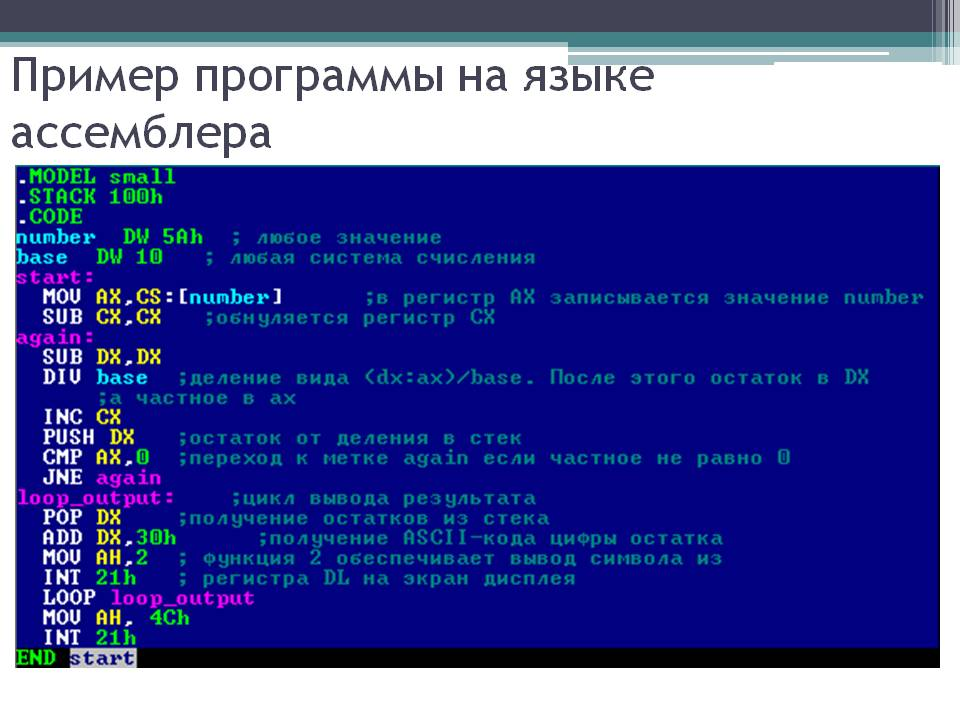 Пример программы на языке
ассемблера
.MODEL small
.STACK 100h
.CODE
number DW 5Ah ; любое значение
base DW 10 ; любая система счисления
start:
MOV AX,CS:[number] ;в регистр AX записывается значение number
SUB CX,CX ;обнуляется регистр CX
again:
SUB DX,DX
DIV base ;деление вида (dx:ax)/base. После этого остаток в DX
;а частное в ах
INC CX
PUSH DX ;остаток от деления в стек
CMP AX,0 ;переход к метке again если частное не равно 0
JNE again
loop_output: ;цикл вывода результата
POP DX ;получение остатков из стека
ADD DX,30h ;получение ASCII-кода цифры остатка
MOV AH,2 ; функция 2 обеспечивает вывод символа из
INT 21h ; регистра DL на экран дисплея
LOOP loop_output
MOV AH, 4Ch
INT 21h
END start